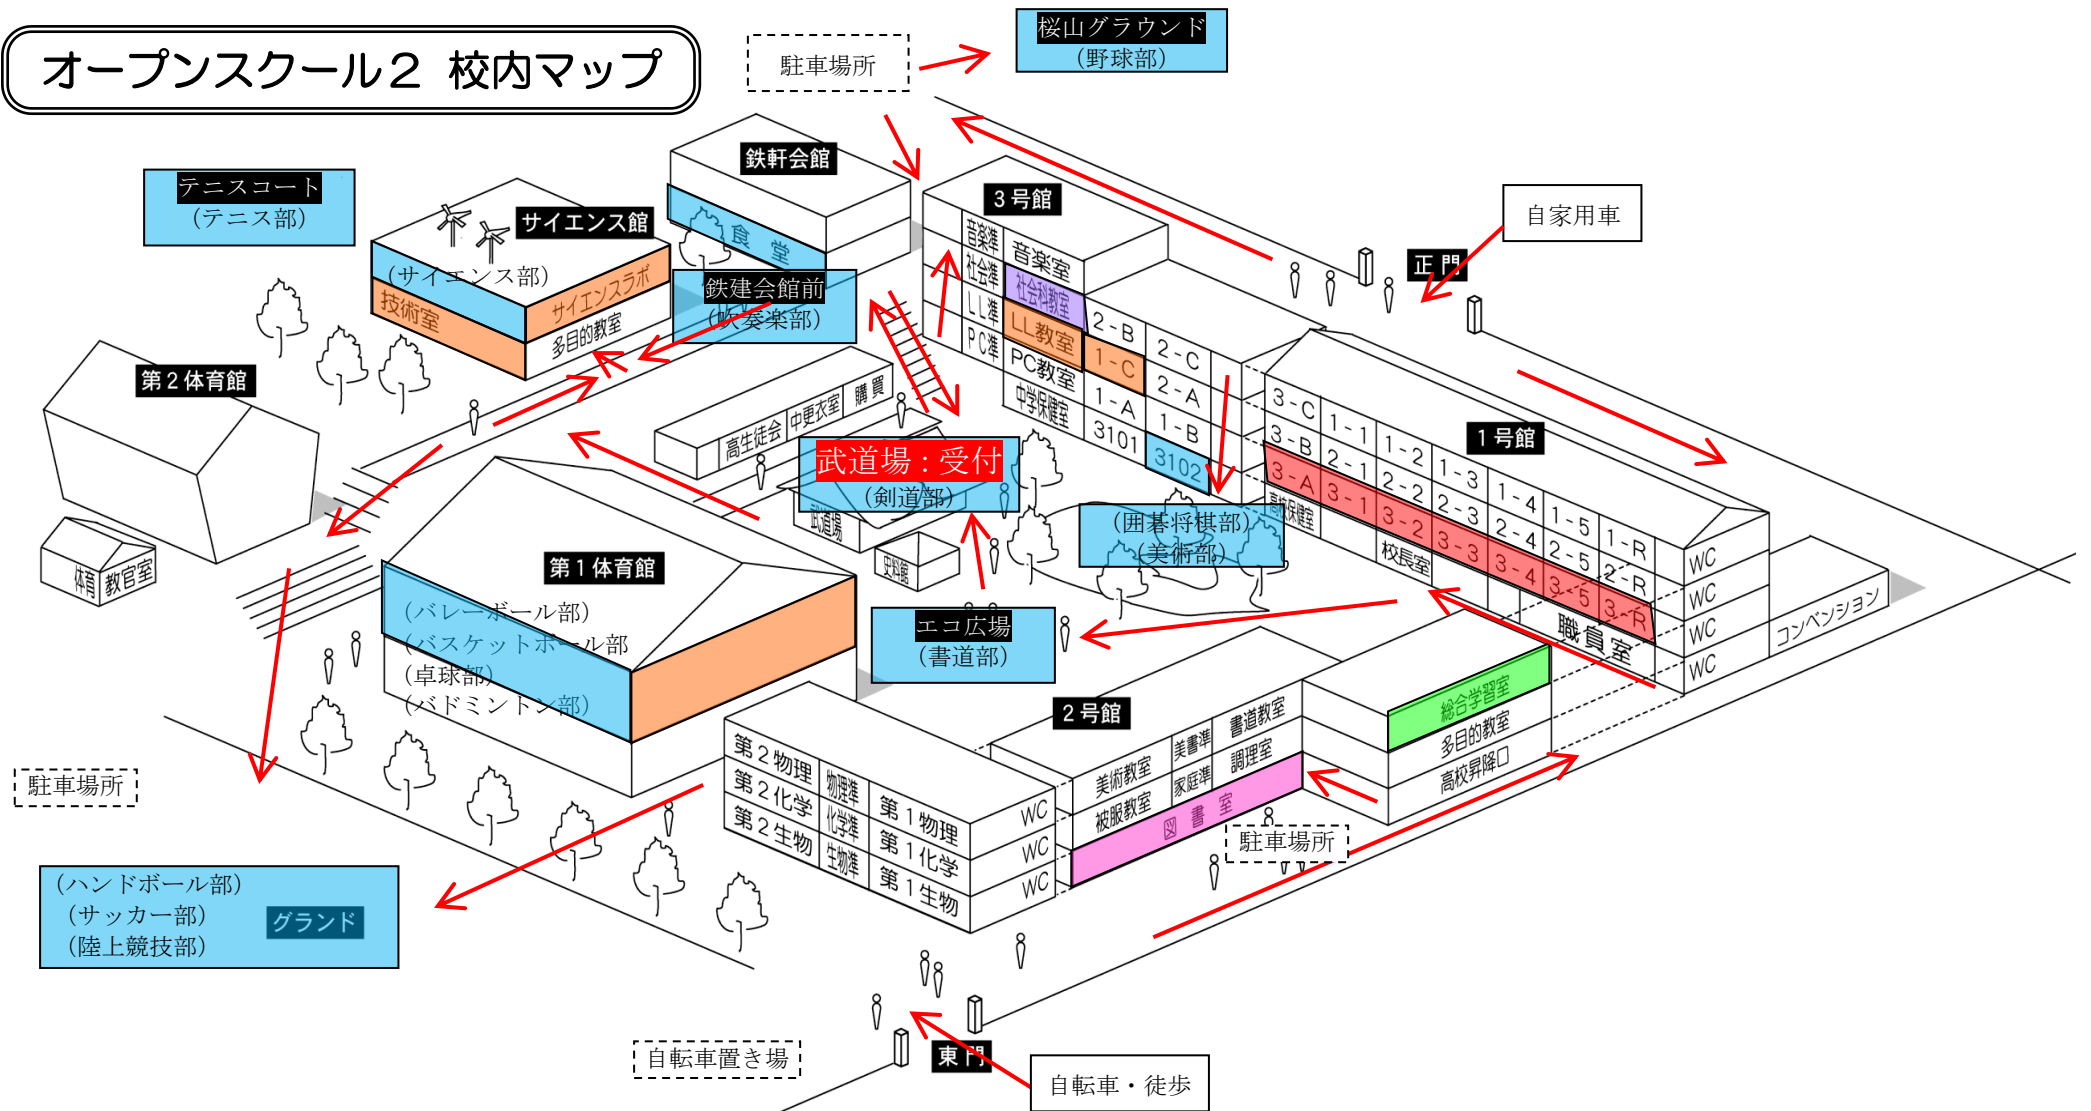 オープンスクール2 校内マップ
駐車場所
桜山グラウンド
（野球部）
鉄軒会館
テニスコート
（テニス部）
サイエンス館
（サイエンス部）
技術室
サイエンスラボ
多目的教室
食 堂
鉄建会館前
（吹奏楽部）
3号館
音楽準
音楽室
社会準
社会科教室
LL準
LL教室
PC準
PC教室
中学保健室
2-B
2-C
1-C
2-A
1-A
1-B
3101
3102
自家用車
正門
第2体育館
体育
教官室
高生徒会
中更衣室
購買
武道場：受付
（剣道部）
武道場
史料館
（囲碁将棋部）
（美術部）
1号館
3-C
1-1
1-2
1-3
1-4
1-5
1-R
WC
3-B
2-1
2-2
2-3
2-4
2-5
2-R
WC
3-A
3-1
3-2
3-3
3-4
3-5
3-R
WC
高校保健室
校長室
職員室
WC
コンベンション
第1体育館
（バレーボール部）
（バスケットボール部
（卓球部）
（バドミントン部）
エコ広場
（書道部）
2号館
第2物理
物理準
第1物理
WC
第2化学
化学準
第1化学
WC
第2生物
生物準
第1生物
WC
美術教室
美書準
書道教室
被服教室
家庭準
調理室
図書室
総合学習室
多目的教室
高校昇降口
駐車場所
駐車場所
（ハンドボール部）
（サッカー部）
（陸上競技部）
グランド
自転車置き場
東門
自転車・徒歩